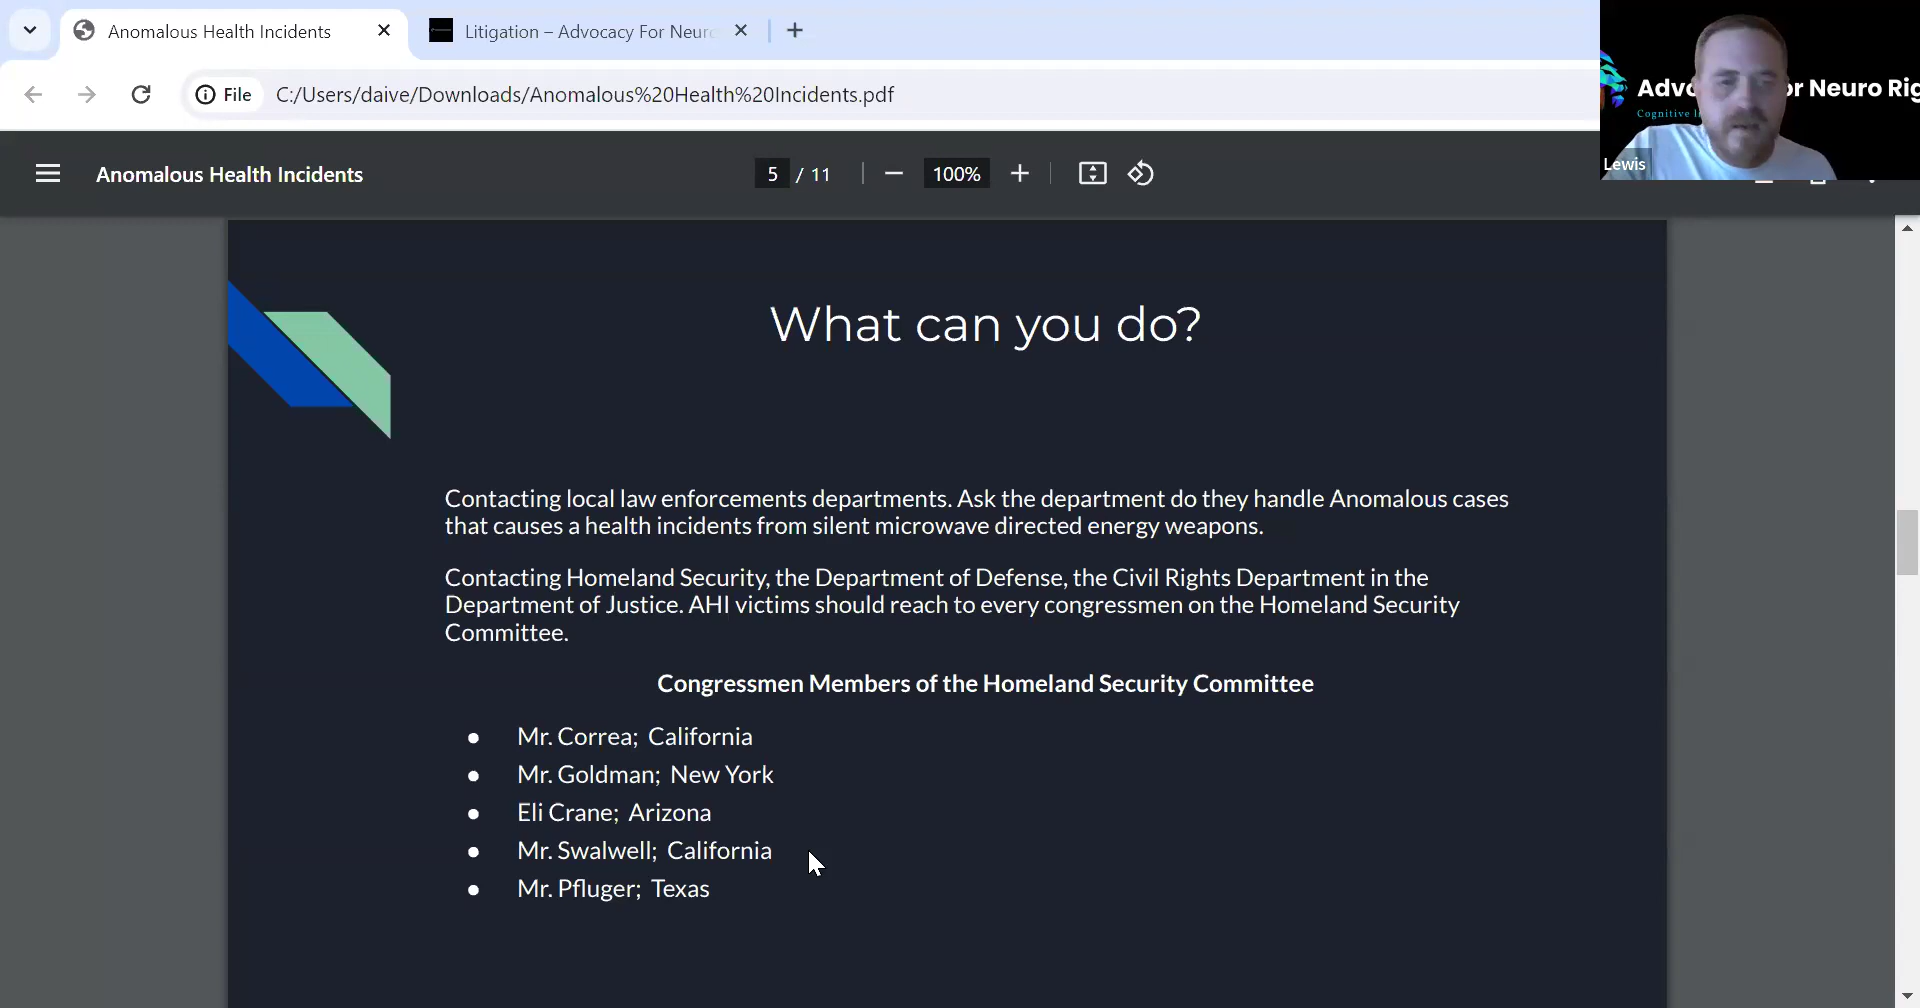 Anomalous Health Incidents
Litigation – Advocacy For Neuro
File
C:/Users/daive/Downloads/Anomalous%20Health%20Incidents.pdf
or Neuro Rig
Cognitive
Lewis
Anomalous Health Incidents
5 / 11
100%
What can you do?
Contacting local law enforcements departments. Ask the department do they handle Anomalous cases
that causes a health incidents from silent microwave directed energy weapons.
Contacting Homeland Security, the Department of Defense, the Civil Rights Department in the
Department of Justice. AHI victims should reach to every congressmen on the Homeland Security
Committee.
Congressmen Members of the Homeland Security Committee
● Mr. Correa; California
● Mr. Goldman; New York
● Eli Crane; Arizona
● Mr. Swalwell; California
● Mr. Pfluger; Texas